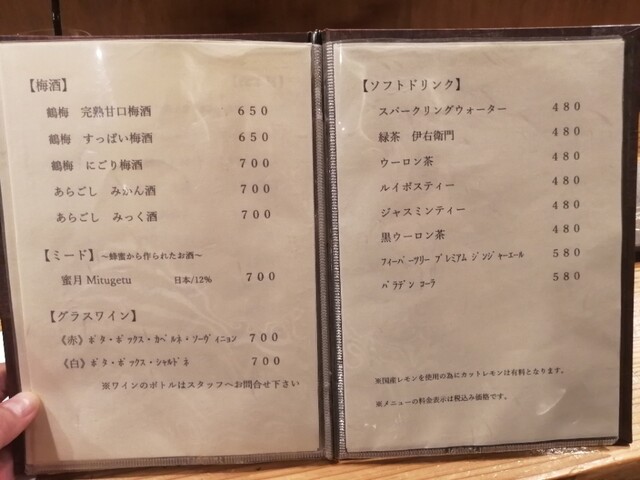 【梅酒】
鶴梅 完熟甘口梅酒 650
鶴梅 すっぱい梅酒 650
鶴梅 にごり梅酒 700
あらごし みかん酒 700
あらごし みっく酒 700
【ミード】～蜂蜜から作られたお酒～
蜜月 Mitugetu 日本/12% 700
【グラスワイン】
《赤》ボタ・ボックス・カベルネ・ソーヴィニョン 700
《白》ボタ・ボックス・シャルドネ 700
※ワインのボトルはスタッフへお問合せ下さい
【ソフトドリンク】
スパークリングウォーター 480
緑茶 伊右衛門 480
ウーロン茶 480
ルイボスティー 480
ジャスミンティー 480
黒ウーロン茶 480
フィーバーツリー プレミアム ジンジャーエール 580
バラデン コーラ 580
※国産レモンを使用の為にカットレモンは有料となります。
※メニューの料金表示は税込み価格です。